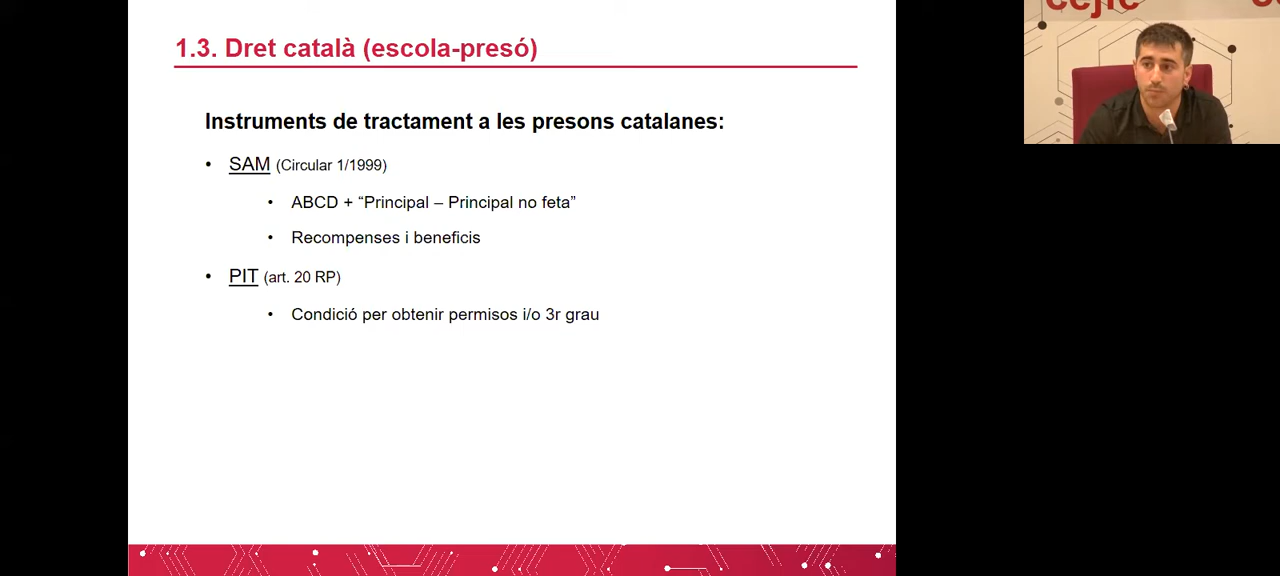 1.3. Dret català (escola-presó)
Instruments de tractament a les presons catalanes:
• SAM (Circular 1/1999)
• ABCD + “Principal – Principal no feta”
• Recompenses i beneficis
• PIT (art. 20 RP)
• Condició per obtenir permisos i/o 3r grau